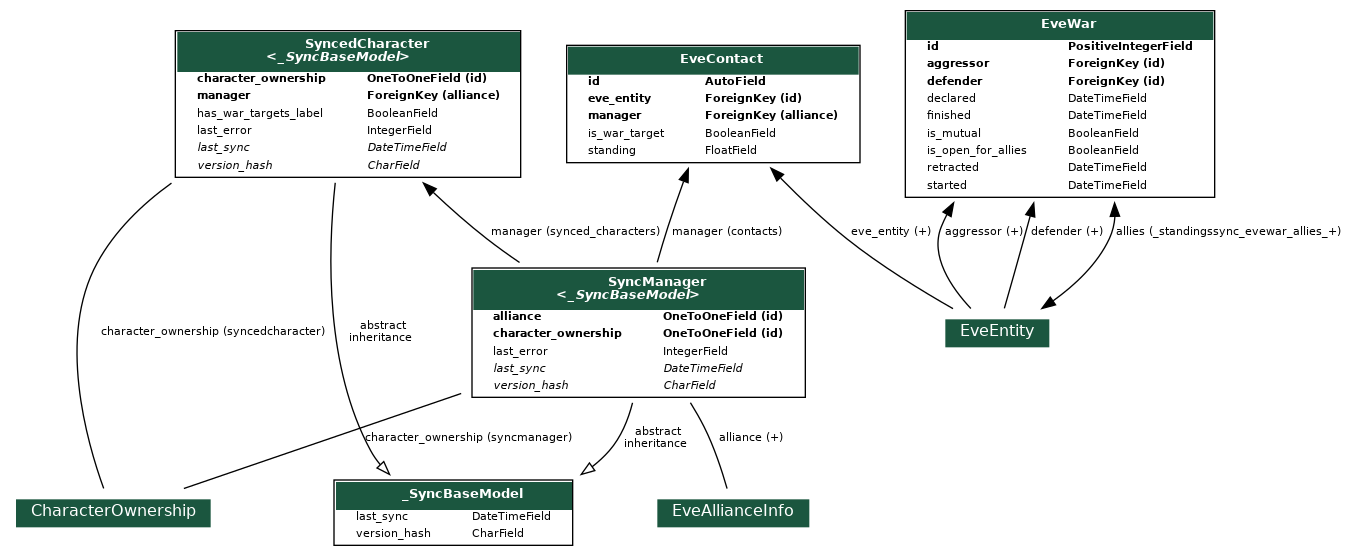 SyncedCharacter
<_SyncBaseModel>
character_ownership OneToOneField (id)
manager ForeignKey (alliance)
has_war_targets_label BooleanField
last_error IntegerField
last_sync DateTimeField
version_hash CharField
EveContact
id AutoField
eve_entity ForeignKey (id)
manager ForeignKey (alliance)
is_war_target BooleanField
standing FloatField
EveWar
id PositiveIntegerField
aggressor ForeignKey (id)
defender ForeignKey (id)
declared DateTimeField
finished DateTimeField
is_mutual BooleanField
is_open_for_allies BooleanField
retracted DateTimeField
started DateTimeField
manager (synced_characters)
manager (contacts)
eve_entity (+)
aggressor (+)
defender (+)
allies (_standingssync_evewar_allies_+)
SyncManager
<_SyncBaseModel>
alliance OneToOneField (id)
character_ownership OneToOneField (id)
last_error IntegerField
last_sync DateTimeField
version_hash CharField
EveEntity
character_ownership (syncedcharacter)
abstract
inheritance
character_ownership (syncmanager)
abstract
inheritance
alliance (+)
CharacterOwnership
_SyncBaseModel
last_sync DateTimeField
version_hash CharField
EveAllianceInfo